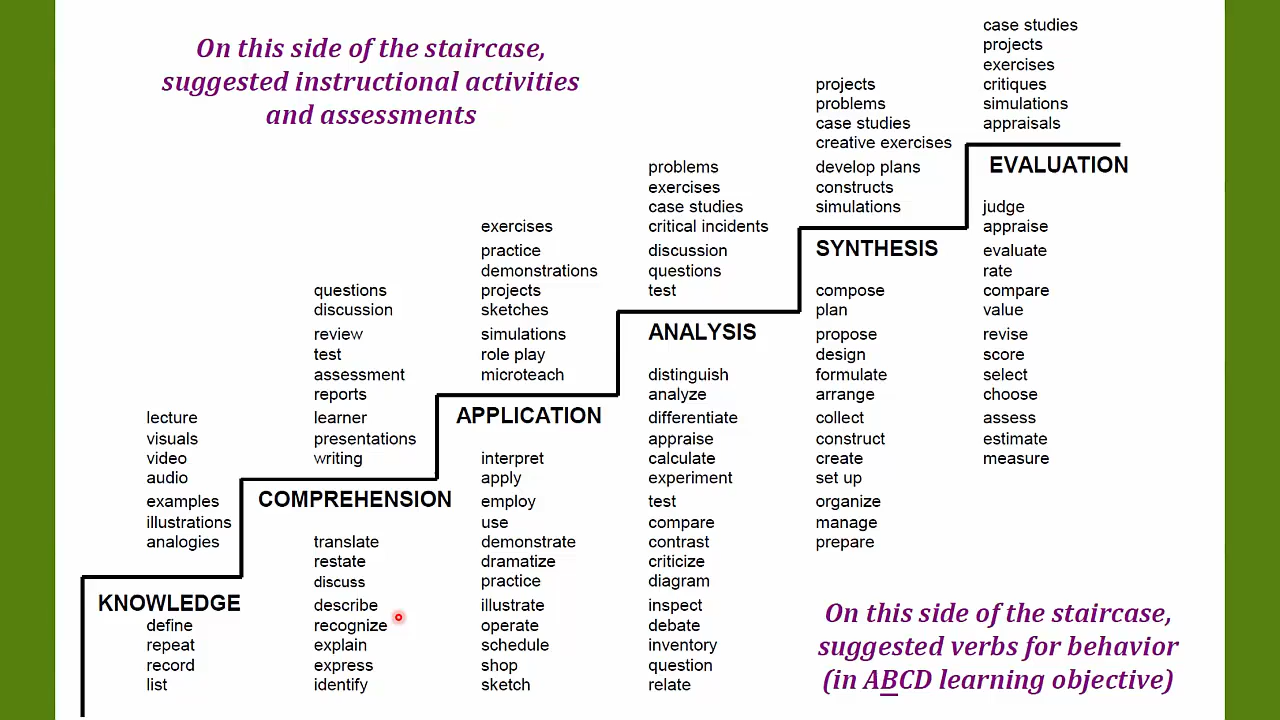 On this side of the staircase,
suggested instructional activities
and assessments
lecture
visuals
video
audio
examples
illustrations
analogies
KNOWLEDGE
define
repeat
record
list
questions
discussion
review
test
assessment
reports
learner
presentations
writing
COMPREHENSION
translate
restate
discuss
describe
recognize
explain
express
identify
exercises
practice
demonstrations
projects
sketches
simulations
role play
microteach
APPLICATION
interpret
apply
employ
use
demonstrate
dramatize
practice
illustrate
operate
schedule
shop
sketch
problems
exercises
case studies
critical incidents
discussion
questions
test
ANALYSIS
distinguish
analyze
differentiate
appraise
calculate
experiment
test
compare
contrast
criticize
diagram
inspect
debate
inventory
question
relate
projects
problems
case studies
creative exercises
develop plans
constructs
simulations
SYNTHESIS
compose
plan
propose
design
formulate
arrange
collect
construct
create
set up
organize
manage
prepare
case studies
projects
exercises
critiques
simulations
appraisals
EVALUATION
judge
appraise
evaluate
rate
compare
value
revise
score
select
choose
assess
estimate
measure
On this side of the staircase,
suggested verbs for behavior
(in ABCD learning objective)